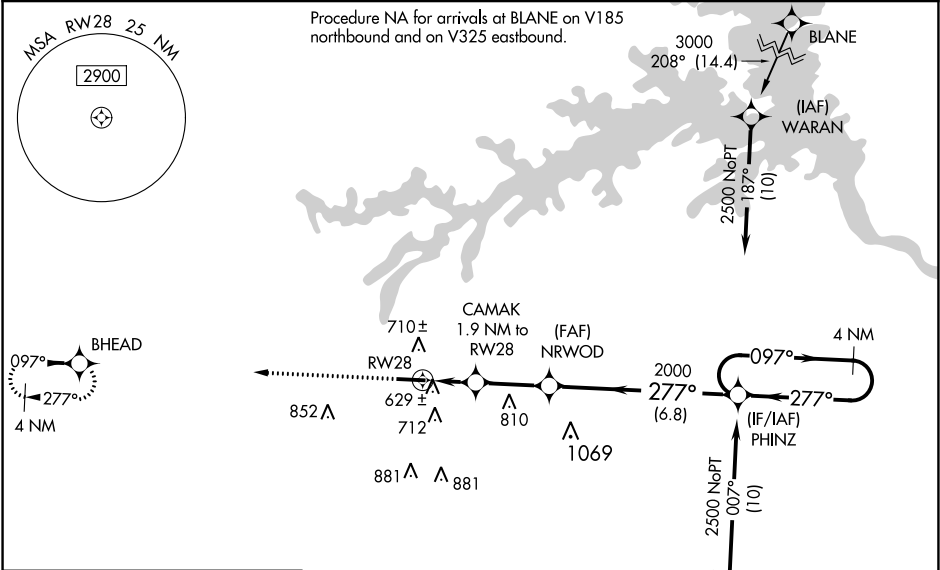 MSA RW28 25 NM
2900
Procedure NA for arrivals at BLANE on V185
northbound and on V325 eastbound.
BLANE
3000
208° (14.4)
(IAF)
WARAN
2500 NoPT
187°
(10)
BHEAD
097°
277°
4 NM
710 ±
RW28
629 ±
712
852
881
881
CAMAK
1.9 NM to
RW28
(FAF)
NRWOD
810
1069
2000
277°
(6.8)
097°
4 NM
277°
(IF/IAF)
PHINZ
2500 NoPT
007°
(10)